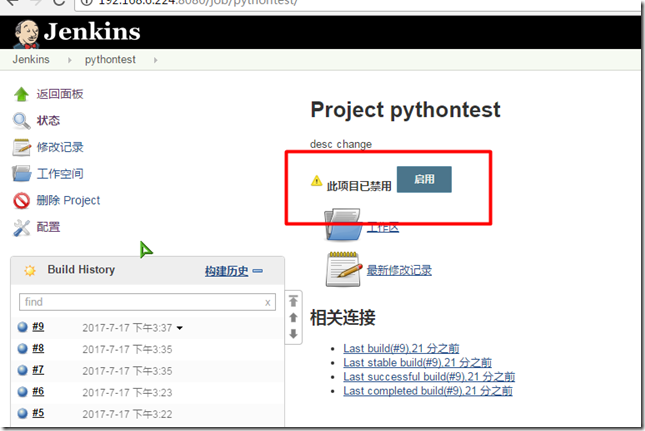 192.168.6.224:8080/job/pythontest/
Jenkins
Jenkins pythontest
返回面板
状态
修改记录
工作空间
删除 Project
配置
Build History 构建历史
find x
#9 2017-7-17 下午3:37
#8 2017-7-17 下午3:35
#7 2017-7-17 下午3:35
#6 2017-7-17 下午3:23
#5 2017-7-17 下午3:22
Project pythontest
desc change
此项目已禁用 启用
工作区
最新修改记录
相关连接
Last build(#9),21 分之前
Last stable build(#9),21 分之前
Last successful build(#9),21 分之前
Last completed build(#9),21 分之前